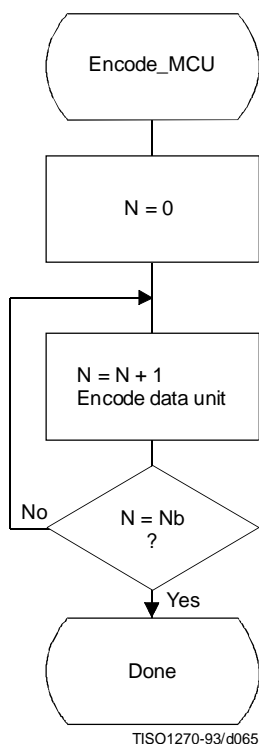 Encode_MCU
N = 0
N = N + 1
Encode data unit
N = Nb
?
No
Yes
Done
TISO1270-93/d065